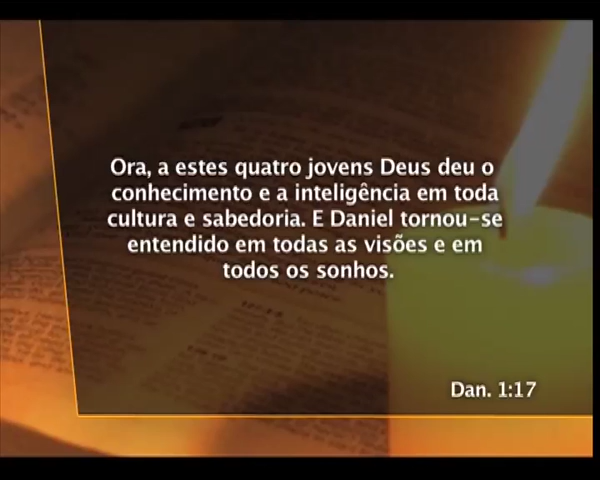 Ora, a estes quatro jovens Deus deu o
conhecimento e a inteligência em toda
cultura e sabedoria. E Daniel tornou-se
entendido em todas as visões e em
todos os sonhos.
Dan. 1:17